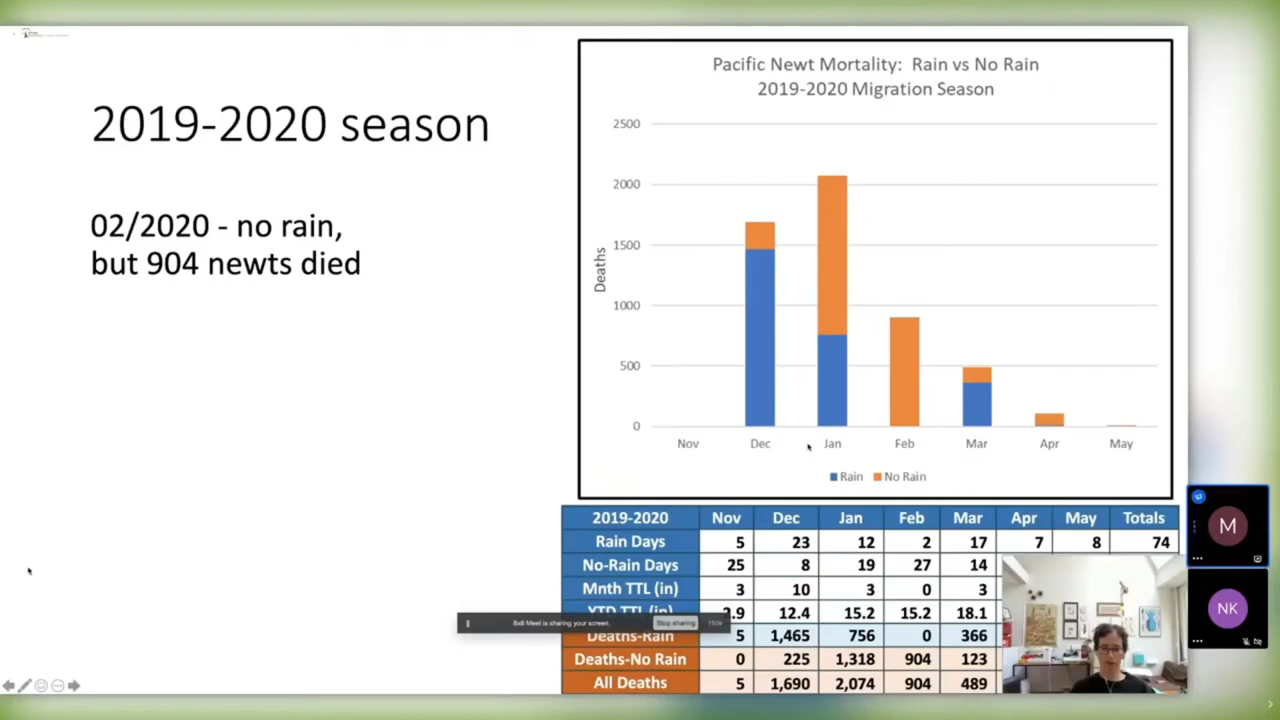 2019-2020 season
02/2020 - no rain,
but 904 newts died
Pacific Newt Mortality: Rain vs No Rain
2019-2020 Migration Season
Deaths
2500
2000
1500
1000
500
0
Nov Dec Jan Feb Mar Apr May
Rain No Rain
2019-2020 Nov Dec Jan Feb Mar Apr May Totals
Rain Days 5 23 12 2 17 7 8 74
No-Rain Days 25 8 19 27 14
Mnth TTL (in) 3 10 3 0 3
YTD TTL (in) 2.9 12.4 15.2 15.2 18.1
8x8 Meet is sharing your screen. Stop sharing Hide
Deaths-Rain 5 1,465 756 0 366
Deaths-No Rain 0 225 1,318 904 123
All Deaths 5 1,690 2,074 904 489
M
NK